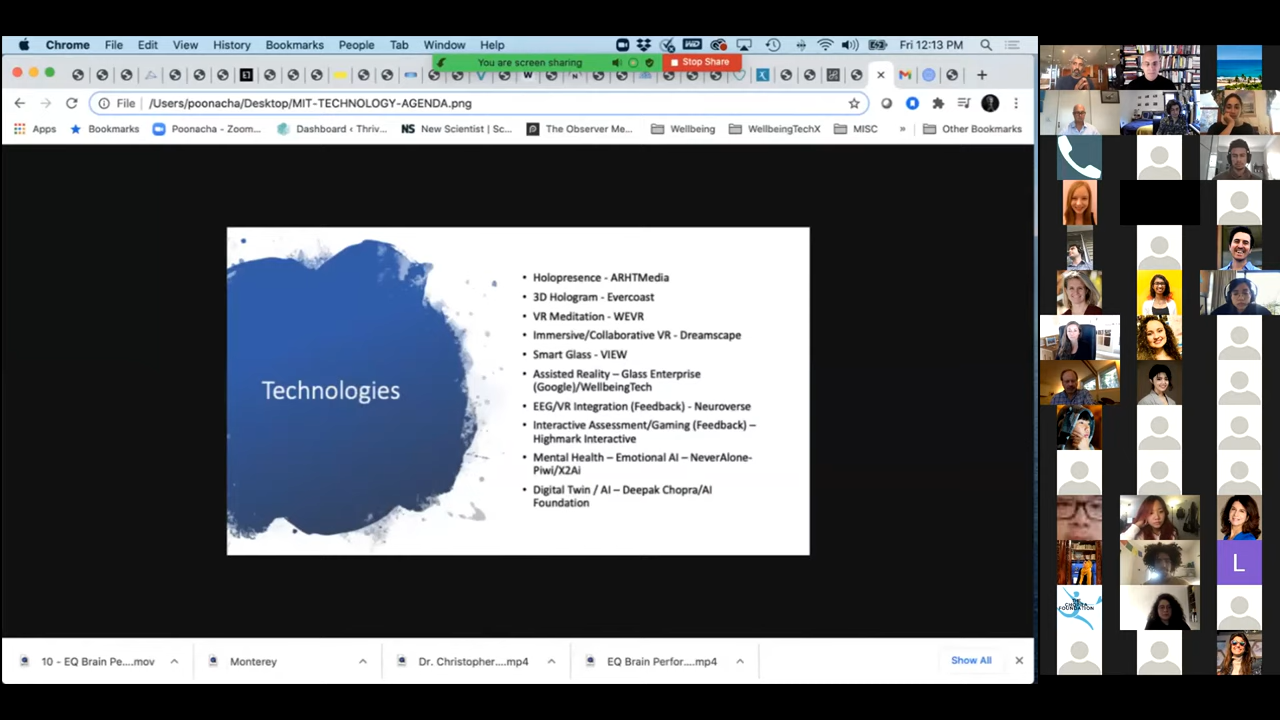 Chrome File Edit View History Bookmarks People Tab Window Help
Fri 12:13 PM
You are screen sharing
Stop Share
File
/Users/poonacha/Desktop/MIT-TECHNOLOGY-AGENDA.png
Apps
Bookmarks
Poonacha - Zoom...
Dashboard ‹ Thriv...
NS New Scientist | Sc...
The Observer Me...
Wellbeing
WellbeingTechX
MISC
»
Other Bookmarks
Technologies
• Holopresence - ARHTMedia
• 3D Hologram - Evercoast
• VR Meditation - WEVR
• Immersive/Collaborative VR - Dreamscape
• Smart Glass - VIEW
• Assisted Reality – Glass Enterprise
(Google)/WellbeingTech
• EEG/VR Integration (Feedback) - Neuroverse
• Interactive Assessment/Gaming (Feedback) –
Highmark Interactive
• Mental Health – Emotional AI – NeverAlone-
Piwi/X2Ai
• Digital Twin / AI – Deepak Chopra/AI
Foundation
10 - EQ Brain Pe....mov
Monterey
Dr. Christopher....mp4
EQ Brain Perfor....mp4
Show All
L
THE
CHOPRA
FOUNDATION